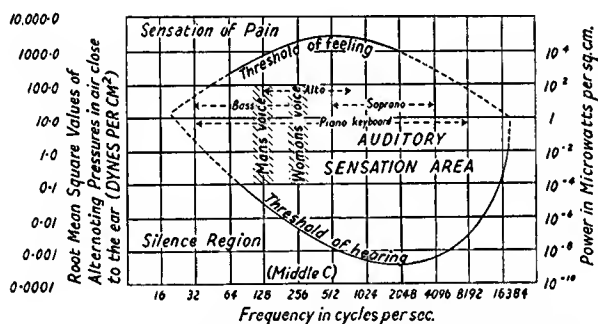 10,000·0
1000·0
100·0
10·0
1·0
0·1
0·01
0·001
0·0001
Root Mean Square Values of
Alternating Pressures in air close
to the ear (DYNES PER CM²)
Sensation of Pain
Threshold of feeling
Alto
Bass
Soprano
Piano keyboard
Mans voice
Womans voice
AUDITORY
SENSATION AREA
Threshold of hearing
Silence Region
(Middle C)
10⁴
10²
1
10⁻²
10⁻⁴
10⁻⁶
10⁻⁸
10⁻¹⁰
Power in Microwatts per sq.cm.
16 32 64 128 256 512 1024 2048 4096 8192 16384
Frequency in cycles per sec.